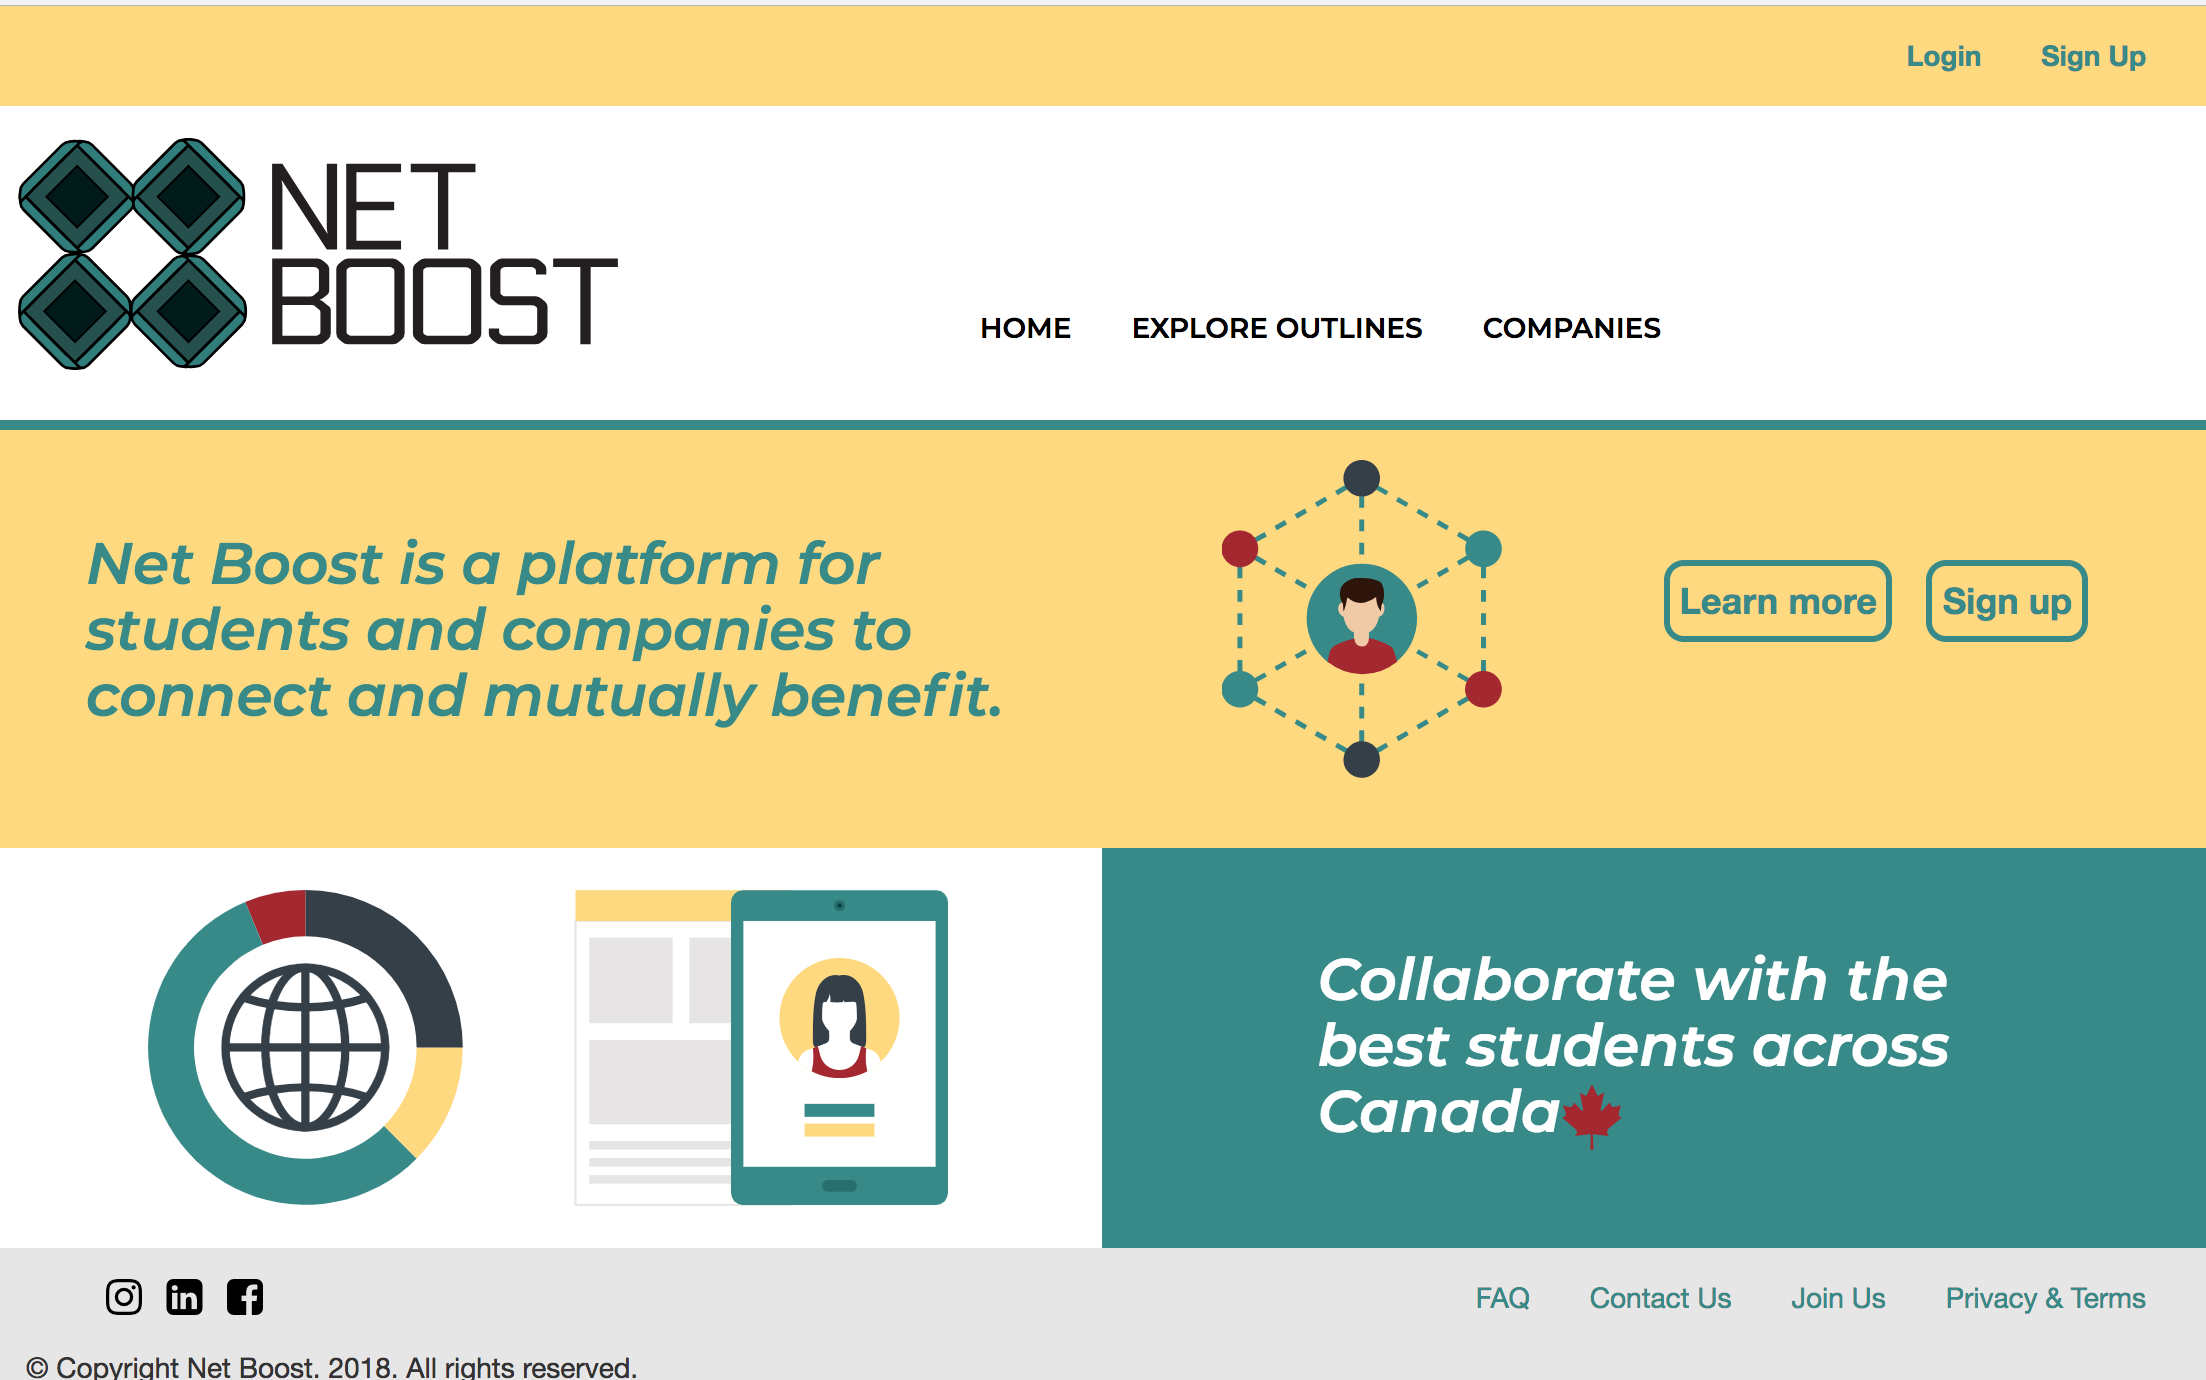 Login Sign Up
NET
BOOST
HOME EXPLORE OUTLINES COMPANIES
Net Boost is a platform for
students and companies to
connect and mutually benefit.
Learn more Sign up
Collaborate with the
best students across
Canada
FAQ Contact Us Join Us Privacy & Terms
© Copyright Net Boost. 2018. All rights reserved.